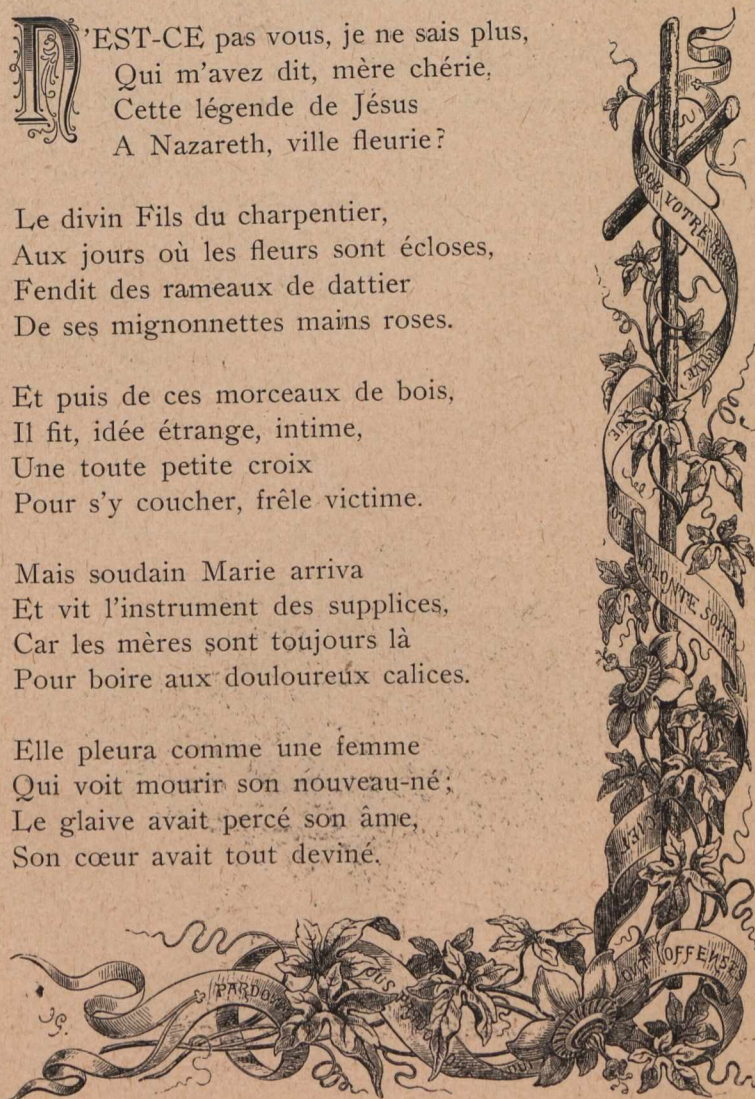 N'EST-CE pas vous, je ne sais plus,
Qui m'avez dit, mère chérie,
Cette légende de Jésus
A Nazareth, ville fleurie?
Le divin Fils du charpentier,
Aux jours où les fleurs sont écloses,
Fendit des rameaux de dattier
De ses mignonnettes mains roses.
Et puis de ces morceaux de bois,
Il fit, idée étrange, intime,
Une toute petite croix
Pour s'y coucher, frêle victime.
Mais soudain Marie arriva
Et vit l'instrument des supplices,
Car les mères sont toujours là
Pour boire aux douloureux calices.
Elle pleura comme une femme
Qui voit mourir son nouveau-né;
Le glaive avait percé son âme,
Son cœur avait tout deviné.
QUE VOTRE
QUE
VOLONTE SOIT
OFFENSES
PARDO